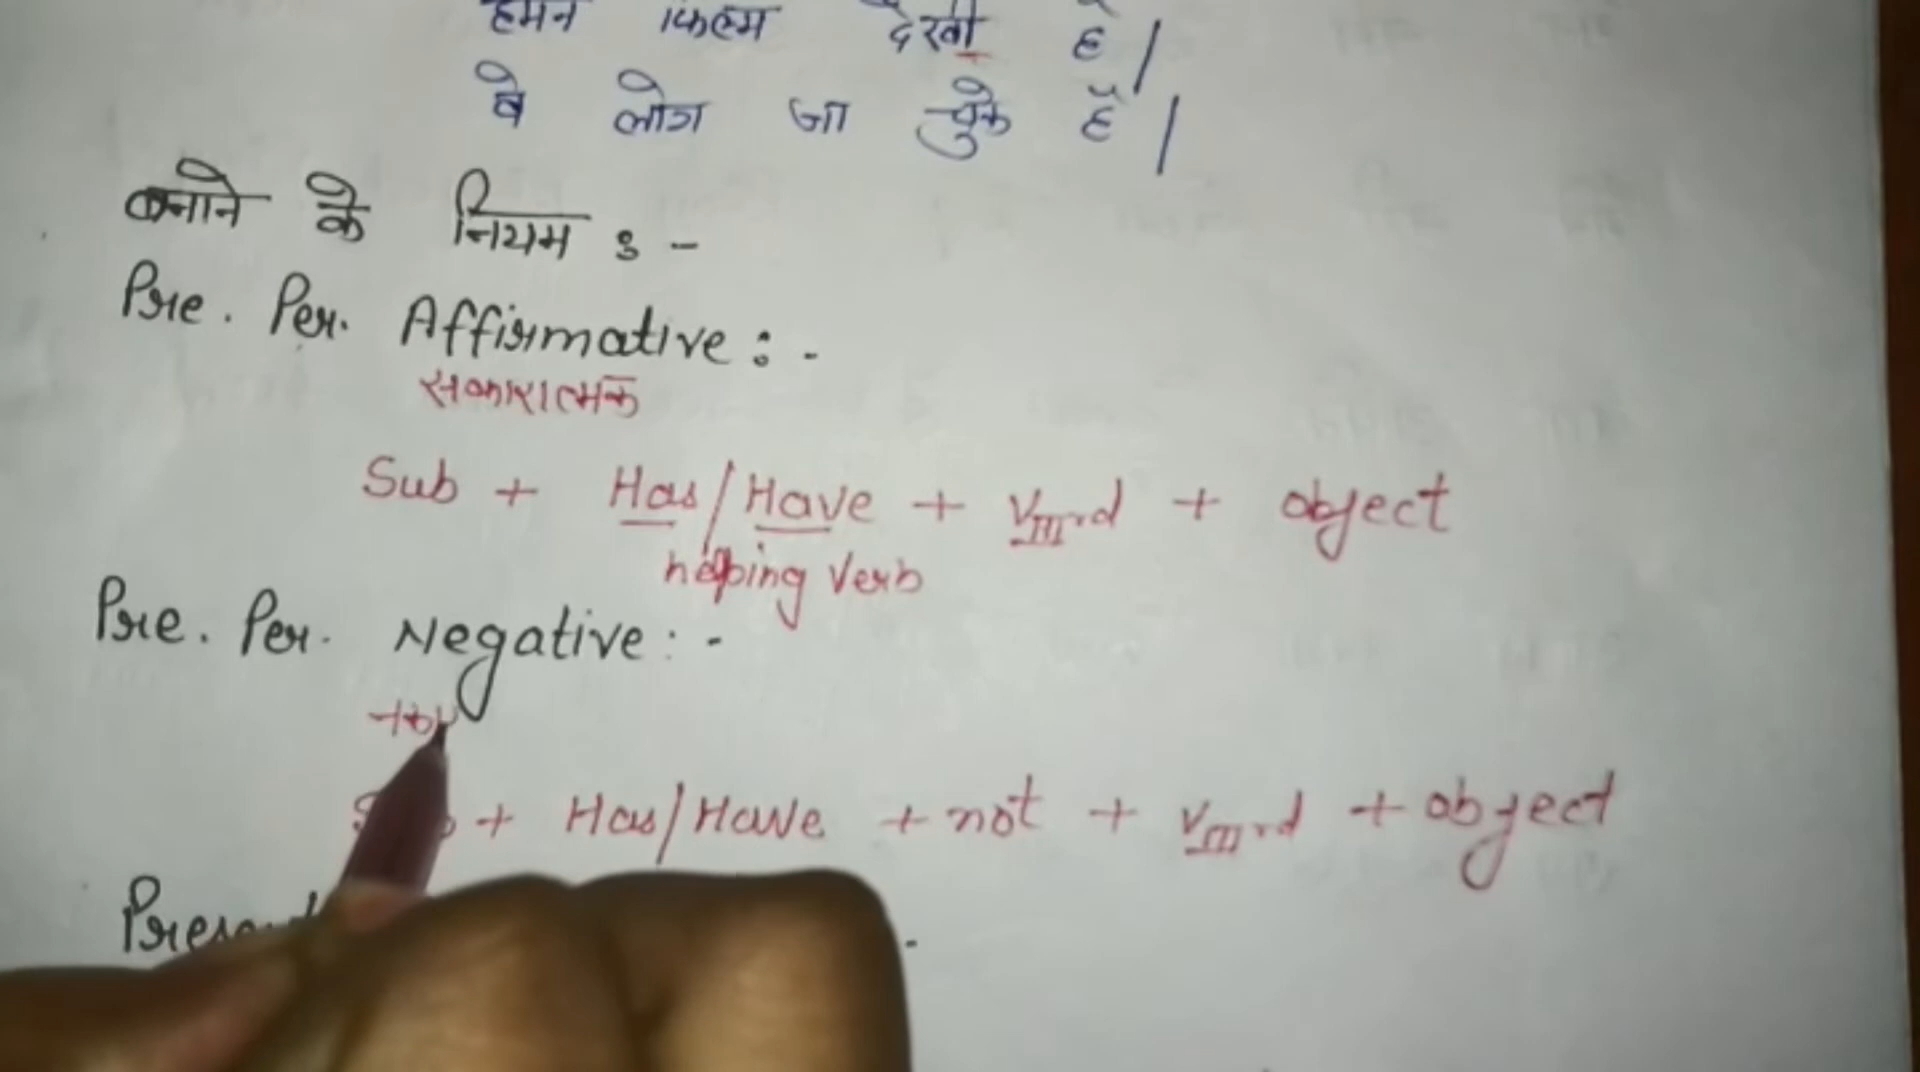 हमने फिल्म देखी है।
वे लोग जा चुके हैं।
बनाने के नियम :-
Pre. Per. Affirmative :-
सकारात्मक
Sub + Has/Have + VIIIrd + object
helping verb
Pre. Per. Negative :-
नका
+ Has/Have + not + VIIIrd + object